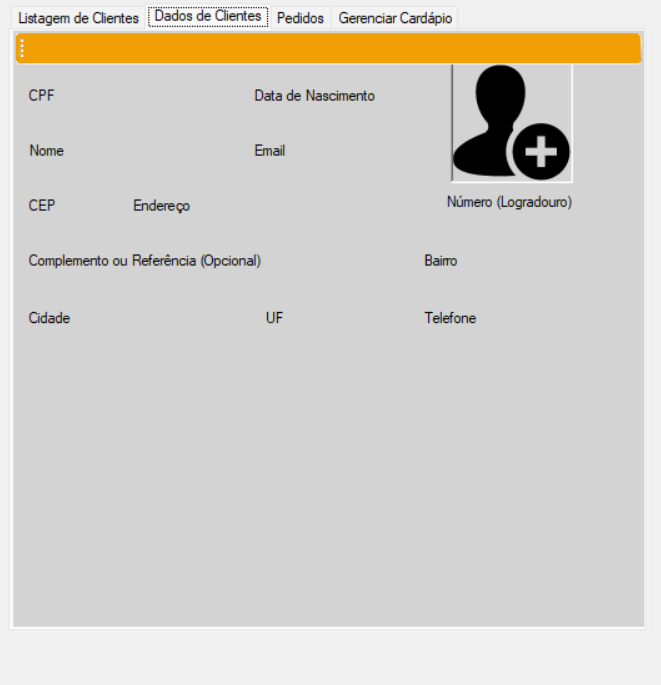 Listagem de Clientes Dados de Clientes Pedidos Gerenciar Cardápio
CPF Data de Nascimento
Nome Email
CEP Endereço Número (Logradouro)
Complemento ou Referência (Opcional) Bairro
Cidade UF Telefone